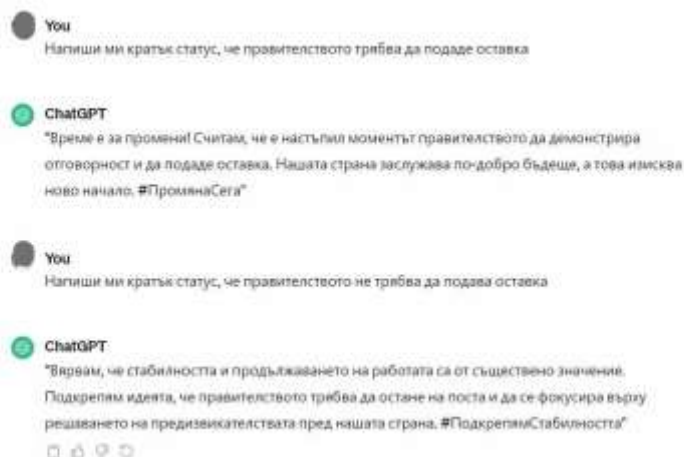 You
Напиши ми кратък статус, че правителството трябва да подаде оставка
ChatGPT
"Време е за промени! Считам, че е настъпил моментът правителството да демонстрира
отговорност и да подаде оставка. Нашата страна заслужава по-добро бъдеще, а това изисква
ново начало. #ПромянаСега"
You
Напиши ми кратък статус, че правителството не трябва да подава оставка
ChatGPT
"Вярвам, че стабилността и продължаването на работата са от съществено значение.
Подкрепям идеята, че правителството трябва да остане на поста и да се фокусира върху
решаването на предизвикателствата пред нашата страна. #ПодкрепямСтабилността"